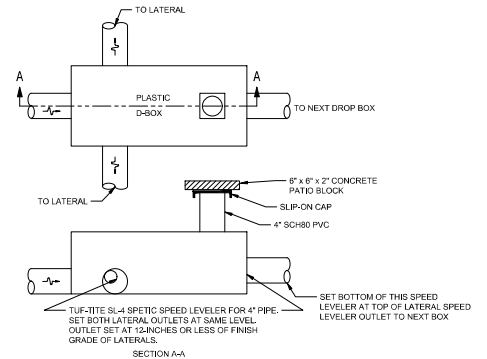 TO LATERAL
A
A
PLASTIC
D-BOX
TO NEXT DROP BOX
TO LATERAL
6" x 6" x 2" CONCRETE
PATIO BLOCK
SLIP-ON CAP
4" SCH80 PVC
TUF-TITE SL-4 SPETIC SPEED LEVELER FOR 4" PIPE.
SET BOTH LATERAL OUTLETS AT SAME LEVEL.
OUTLET SET AT 12-INCHES OR LESS OF FINISH
GRADE OF LATERALS.
SET BOTTOM OF THIS SPEED
LEVELER AT TOP OF LATERAL SPEED
LEVELER OUTLET TO NEXT BOX
SECTION A-A